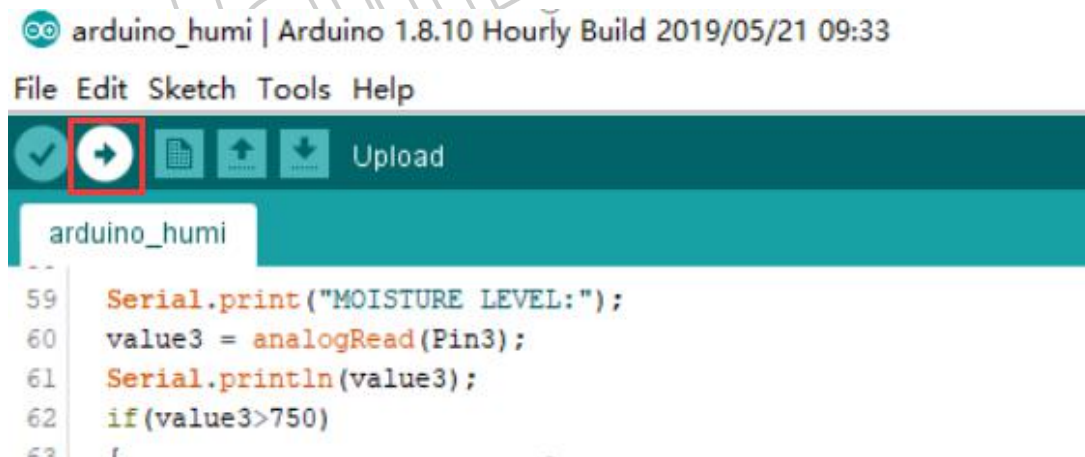 arduino_humi | Arduino 1.8.10 Hourly Build 2019/05/21 09:33
File Edit Sketch Tools Help
Upload
arduino_humi
59 Serial.print("MOISTURE LEVEL:");
60 value3 = analogRead(Pin3);
61 Serial.println(value3);
62 if(value3>750)
63 {